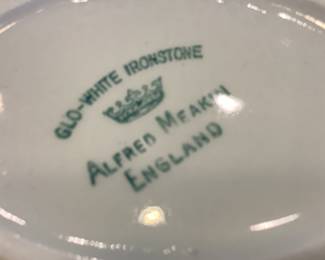 GLO-WHITE IRONSTONE
ALFRED MEAKIN
ENGLAND